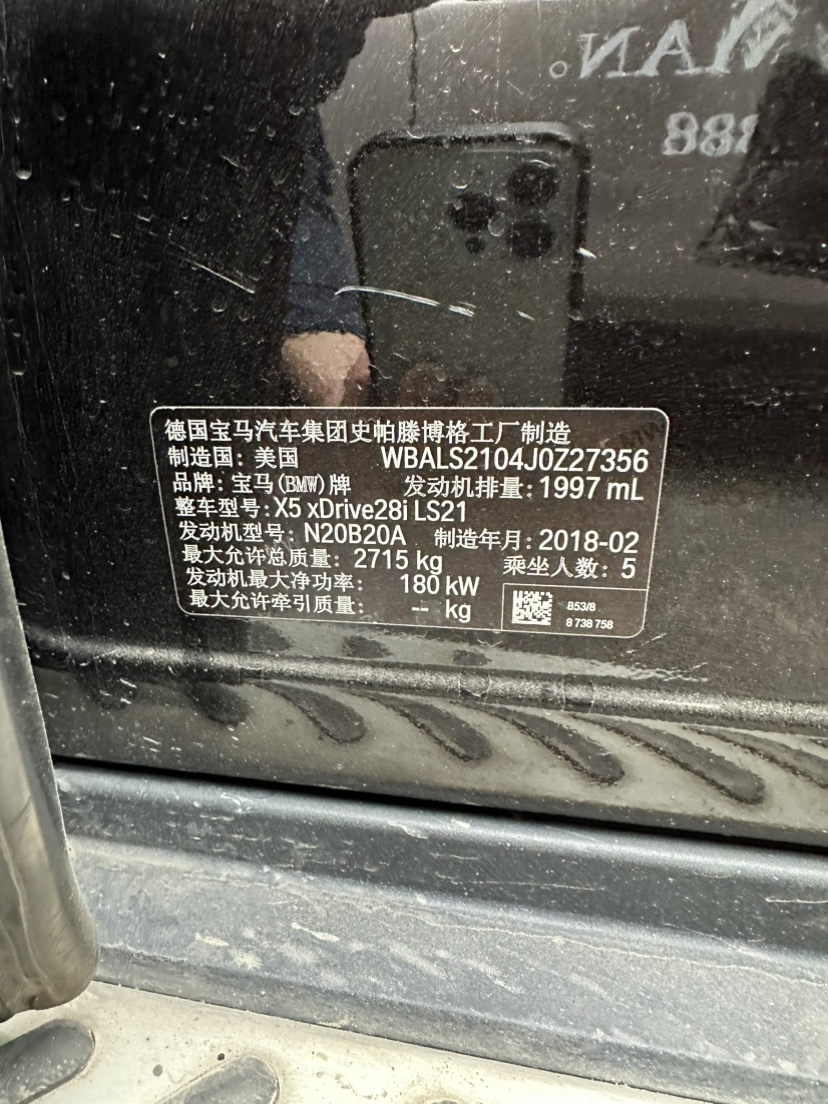 NAN。
888
德国宝马汽车集团史帕滕博格工厂制造
制造国：美国 WBALS2104J0Z27356
品牌：宝马(BMW)牌 发动机排量：1997 mL
整车型号：X5 xDrive28i LS21
发动机型号：N20B20A 制造年月：2018-02
最大允许总质量：2715 kg 乘坐人数：5
发动机最大净功率： 180 kW
最大允许牵引质量： -- kg
853/8
8 738 758